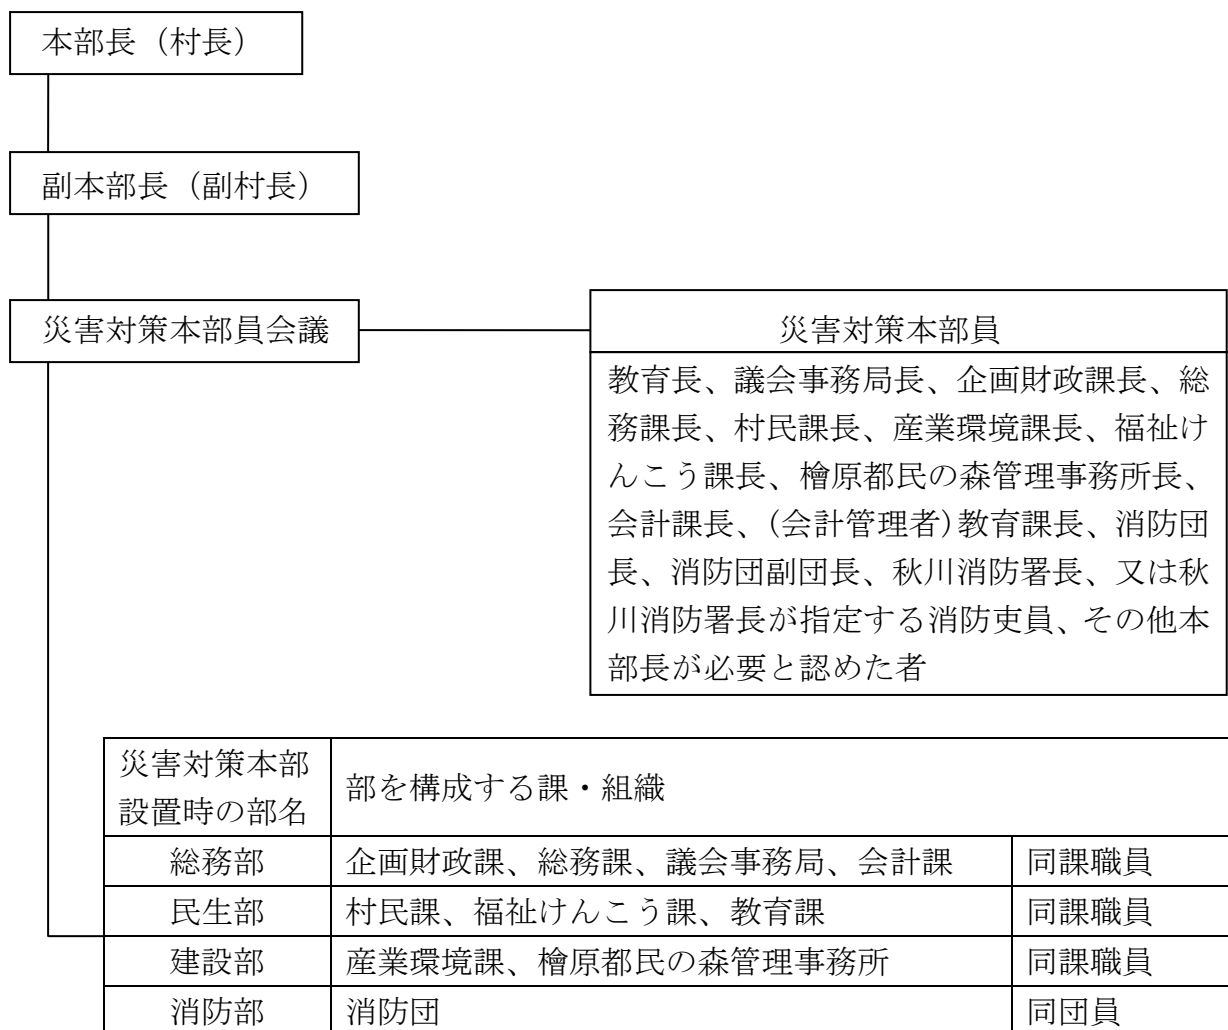 本部長（村長）
副本部長（副村長）
災害対策本部員会議
災害対策本部員
教育長、議会事務局長、企画財政課長、総
務課長、村民課長、産業環境課長、福祉け
んこう課長、檜原都民の森管理事務所長、
会計課長、(会計管理者)教育課長、消防団
長、消防団副団長、秋川消防署長、又は秋
川消防署長が指定する消防吏員、その他本
部長が必要と認めた者
災害対策本部
設置時の部名
部を構成する課・組織
総務部 企画財政課、総務課、議会事務局、会計課 同課職員
民生部 村民課、福祉けんこう課、教育課 同課職員
建設部 産業環境課、檜原都民の森管理事務所 同課職員
消防部 消防団 同団員